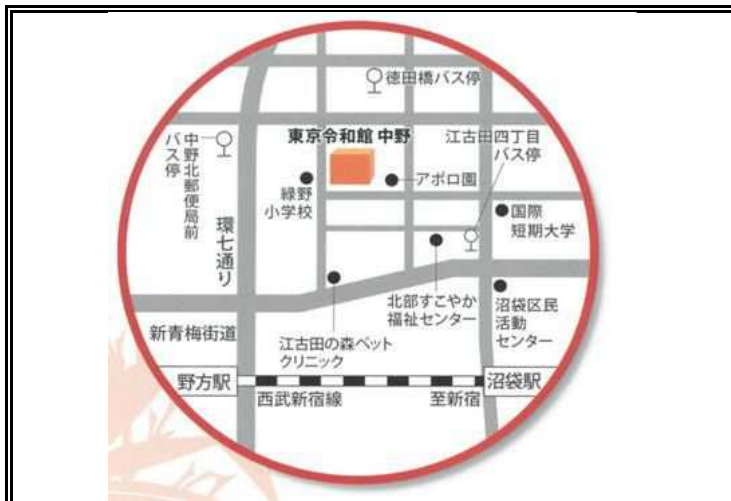 徳田橋バス停
東京令和館 中野
江古田四丁目
バス停
中野北郵便局前
バス停
アポロ園
緑野
小学校
国際
短期大学
環七通り
北部すこやか
福祉センター
沼袋区民
活動
センター
新青梅街道
江古田の森ペット
クリニック
野方駅
沼袋駅
西武新宿線
至新宿